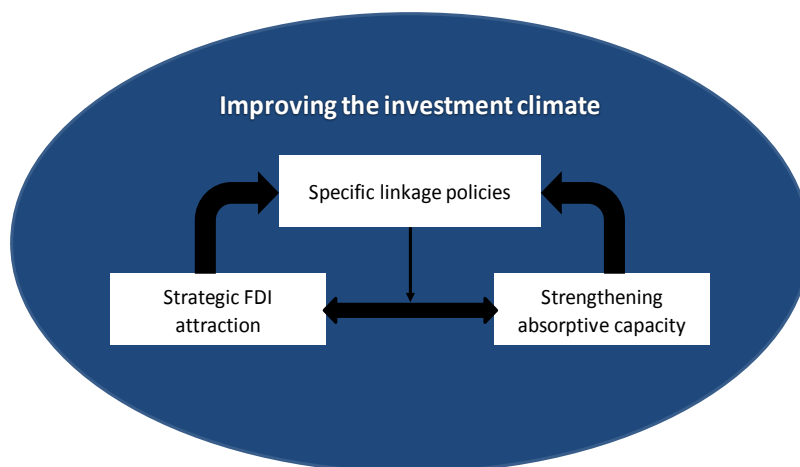 Improving the investment climate
Specific linkage policies
Strategic FDI
attraction
Strengthening
absorptive capacity